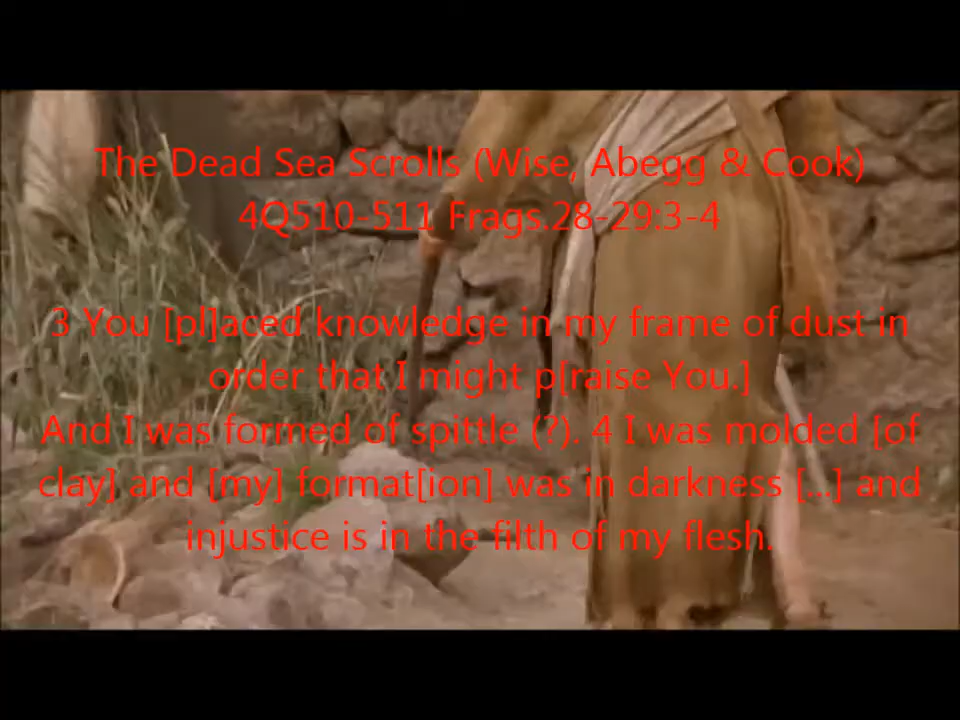 The Dead Sea Scrolls (Wise, Abegg & Cook)
4Q510-511 Frags.28-29:3-4
3 You [pl]aced knowledge in my frame of dust in
order that I might p[raise You.]
And I was formed of spittle (?). 4 I was molded [of
clay] and [my] format[ion] was in darkness [...] and
injustice is in the filth of my flesh.